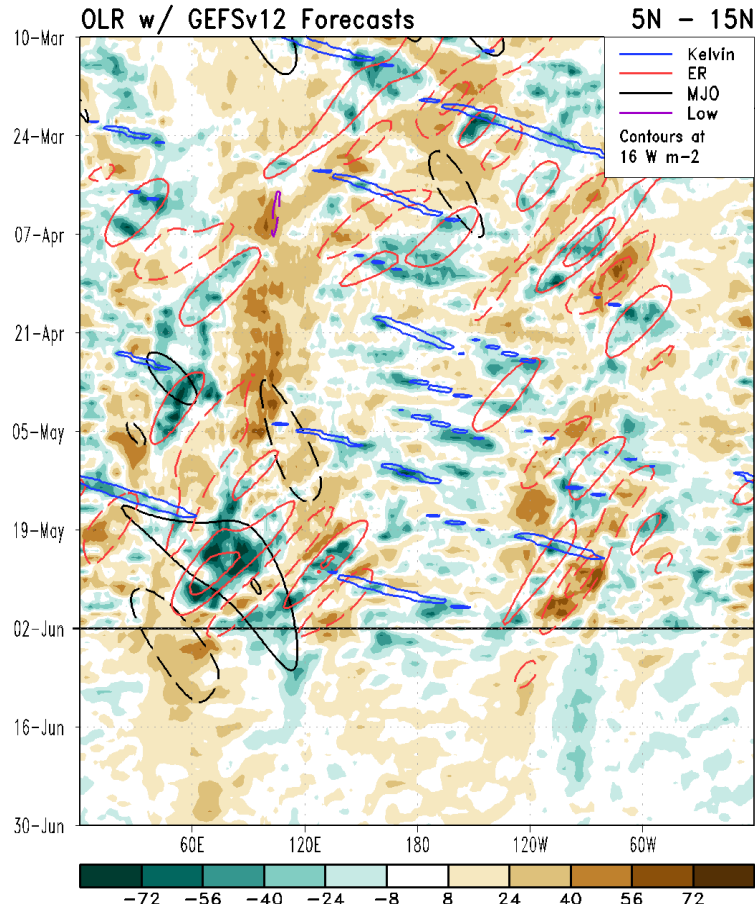 OLR w/ GEFSv12 Forecasts 5N - 15N
10-Mar
24-Mar
07-Apr
21-Apr
05-May
19-May
02-Jun
16-Jun
30-Jun
Kelvin
ER
MJO
Low
Contours at
16 W m-2
60E 120E 180 120W 60W
-72 -56 -40 -24 -8 8 24 40 56 72